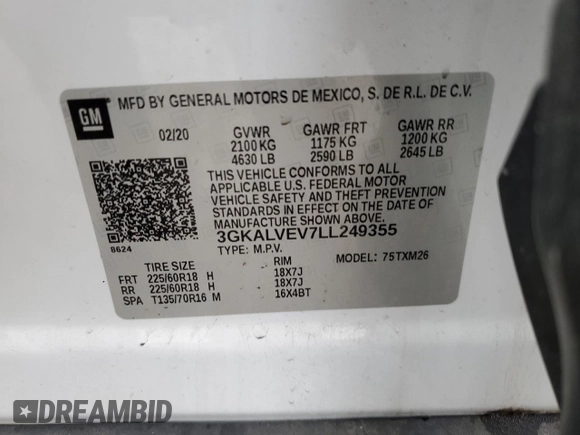 GM
MFD BY GENERAL MOTORS DE MEXICO, S. DE R.L. DE C.V.
02/20 GVWR GAWR FRT GAWR RR
2100 KG 1175 KG 1200 KG
4630 LB 2590 LB 2645 LB
THIS VEHICLE CONFORMS TO ALL
APPLICABLE U.S. FEDERAL MOTOR
VEHICLE SAFETY AND THEFT PREVENTION
STANDARDS IN EFFECT ON THE DATE OF
MANUFACTURE SHOWN ABOVE.
8624 3GKALVEV7LL249355
TYPE: M.P.V. MODEL: 75TXM26
TIRE SIZE RIM
FRT 225/60R18 H 18X7J
RR 225/60R18 H 18X7J
SPA T135/70R16 M 16X4BT
DREAMBID